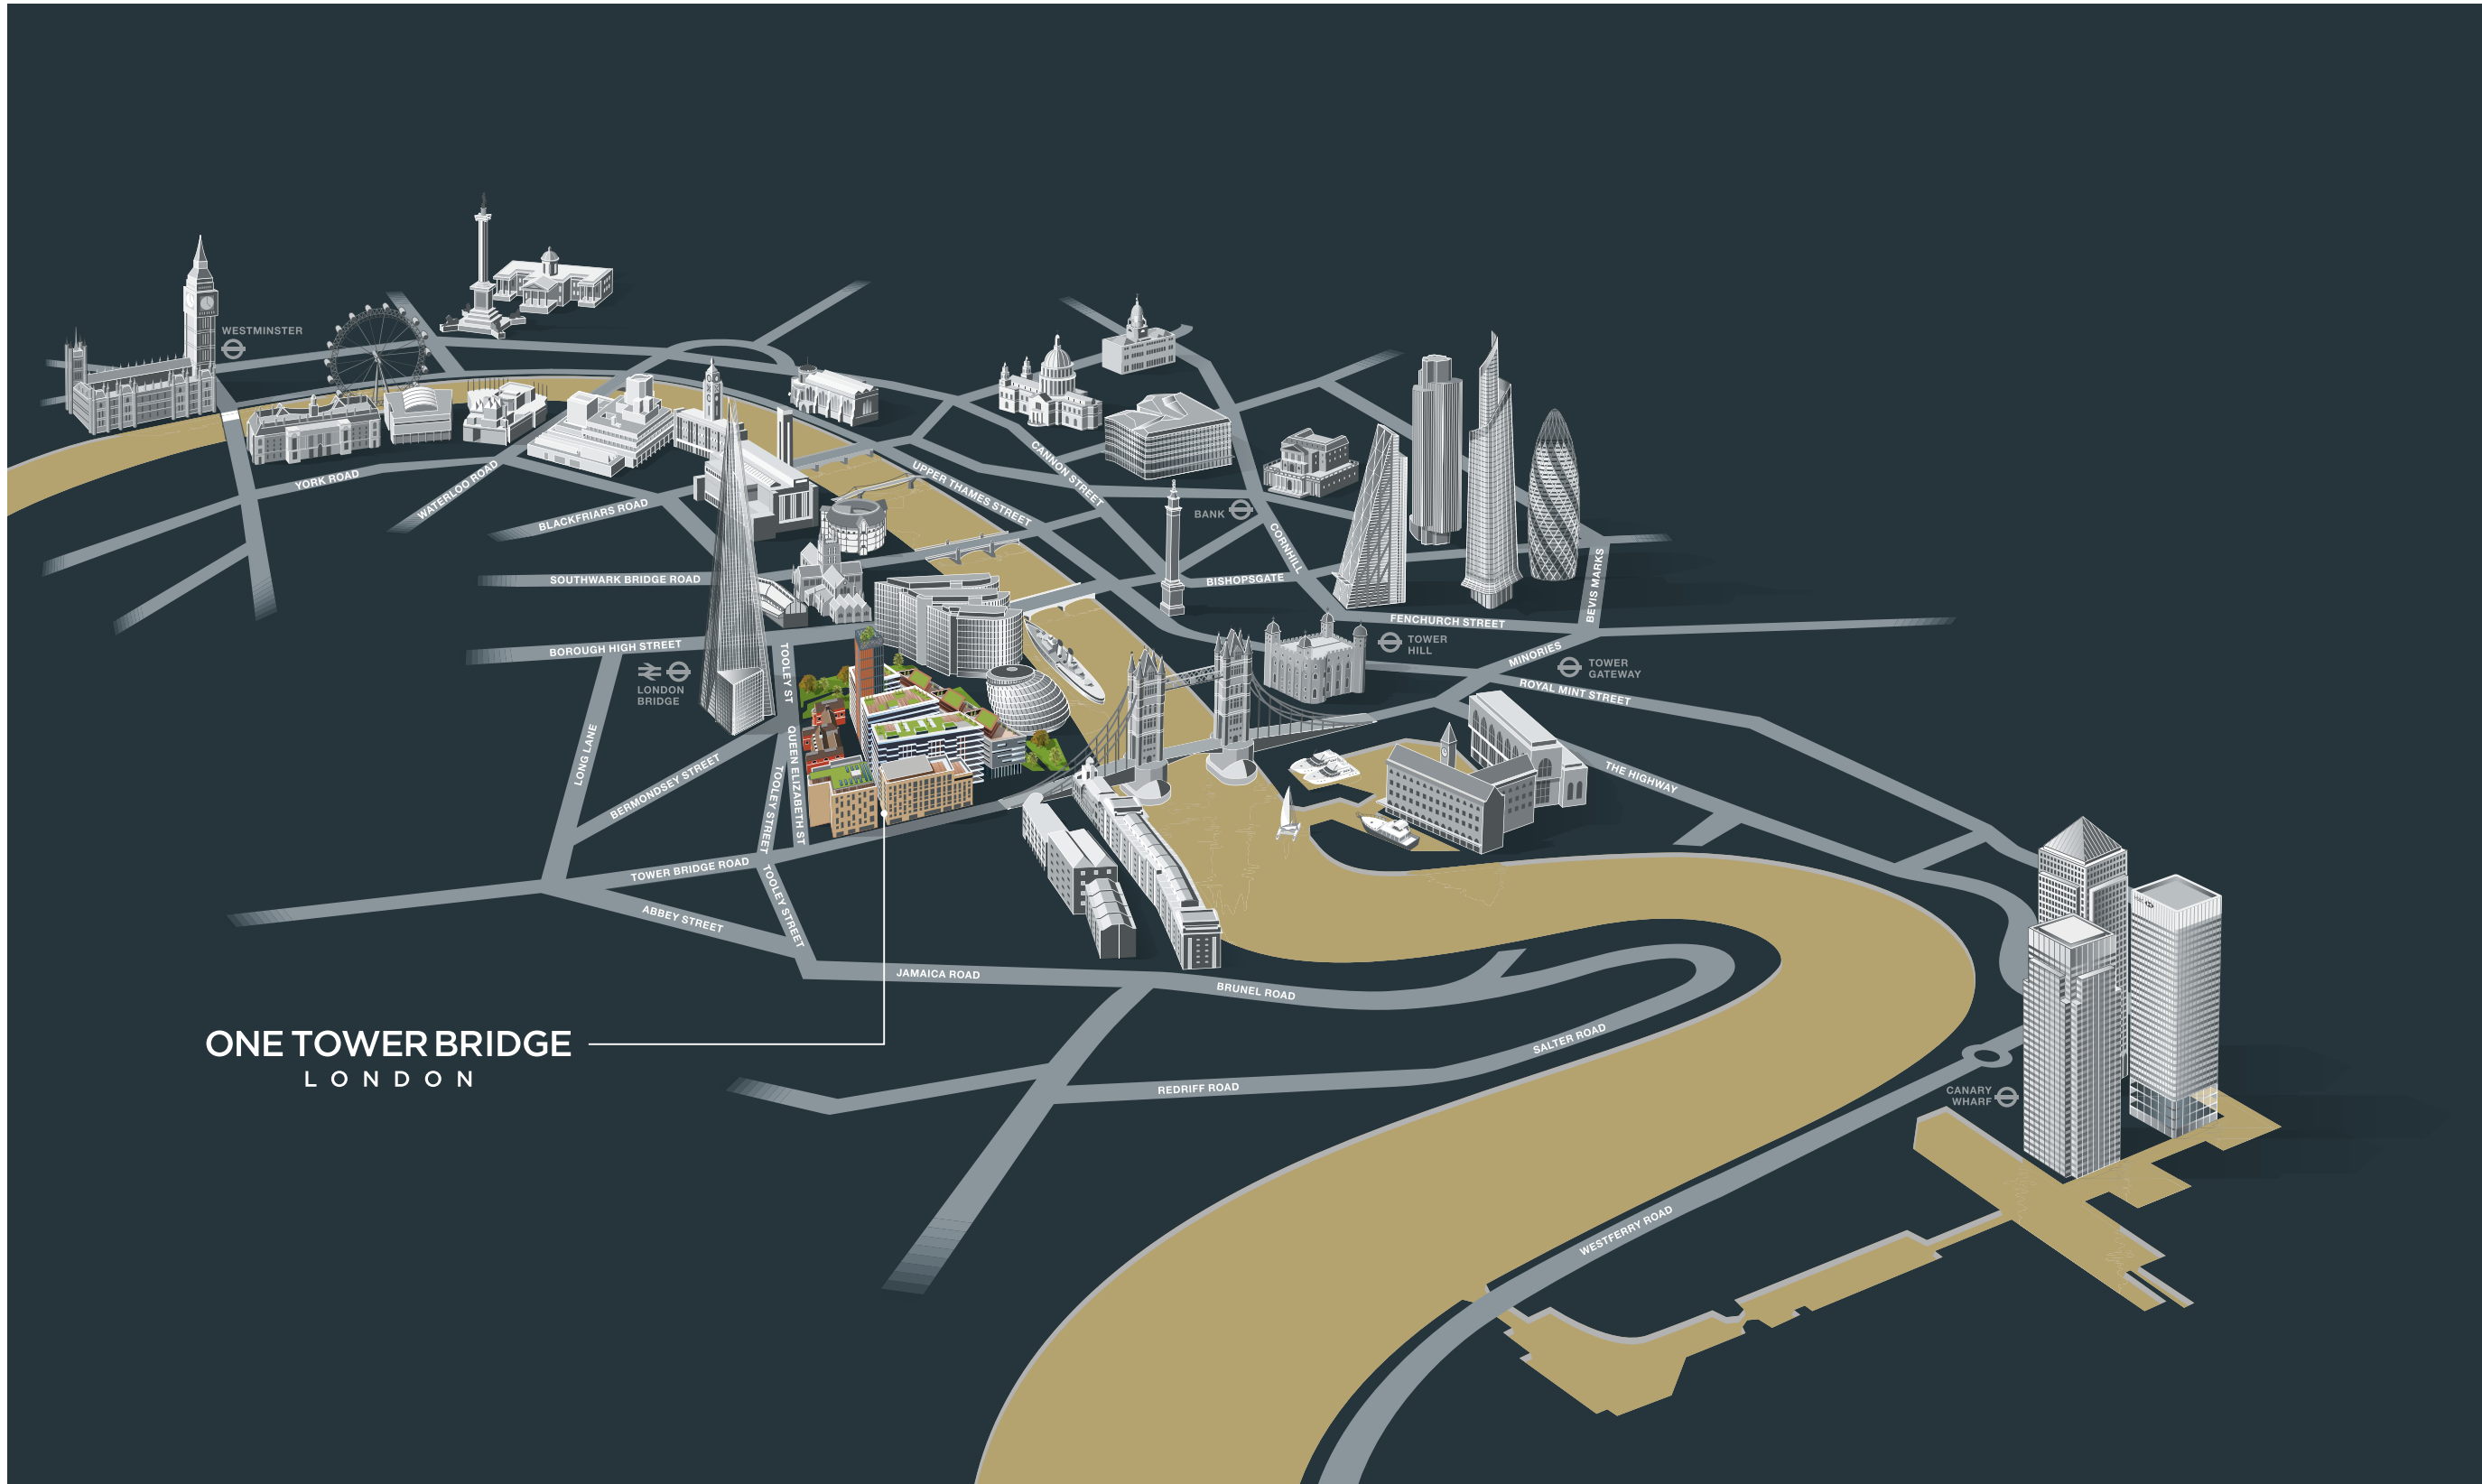 WESTMINSTER
YORK ROAD
WATERLOO ROAD
BLACKFRIARS ROAD
UPPER THAMES STREET
CANNON STREET
BANK
CORNHILL
SOUTHWARK BRIDGE ROAD
BISHOPSGATE
BEVIS MARKS
FENCHURCH STREET
BOROUGH HIGH STREET
TOOLEY ST
TOWER
HILL
MINORIES
TOWER
GATEWAY
LONDON
BRIDGE
ROYAL MINT STREET
LONG LANE
BERMONDSEY STREET
QUEEN ELIZABETH ST
TOOLEY STREET
THE HIGHWAY
TOWER BRIDGE ROAD
ABBEY STREET
TOOLEY STREET
JAMAICA ROAD
BRUNEL ROAD
ONE TOWER BRIDGE
LONDON
SALTER ROAD
REDRIFF ROAD
CANARY
WHARF
WESTFERRY ROAD